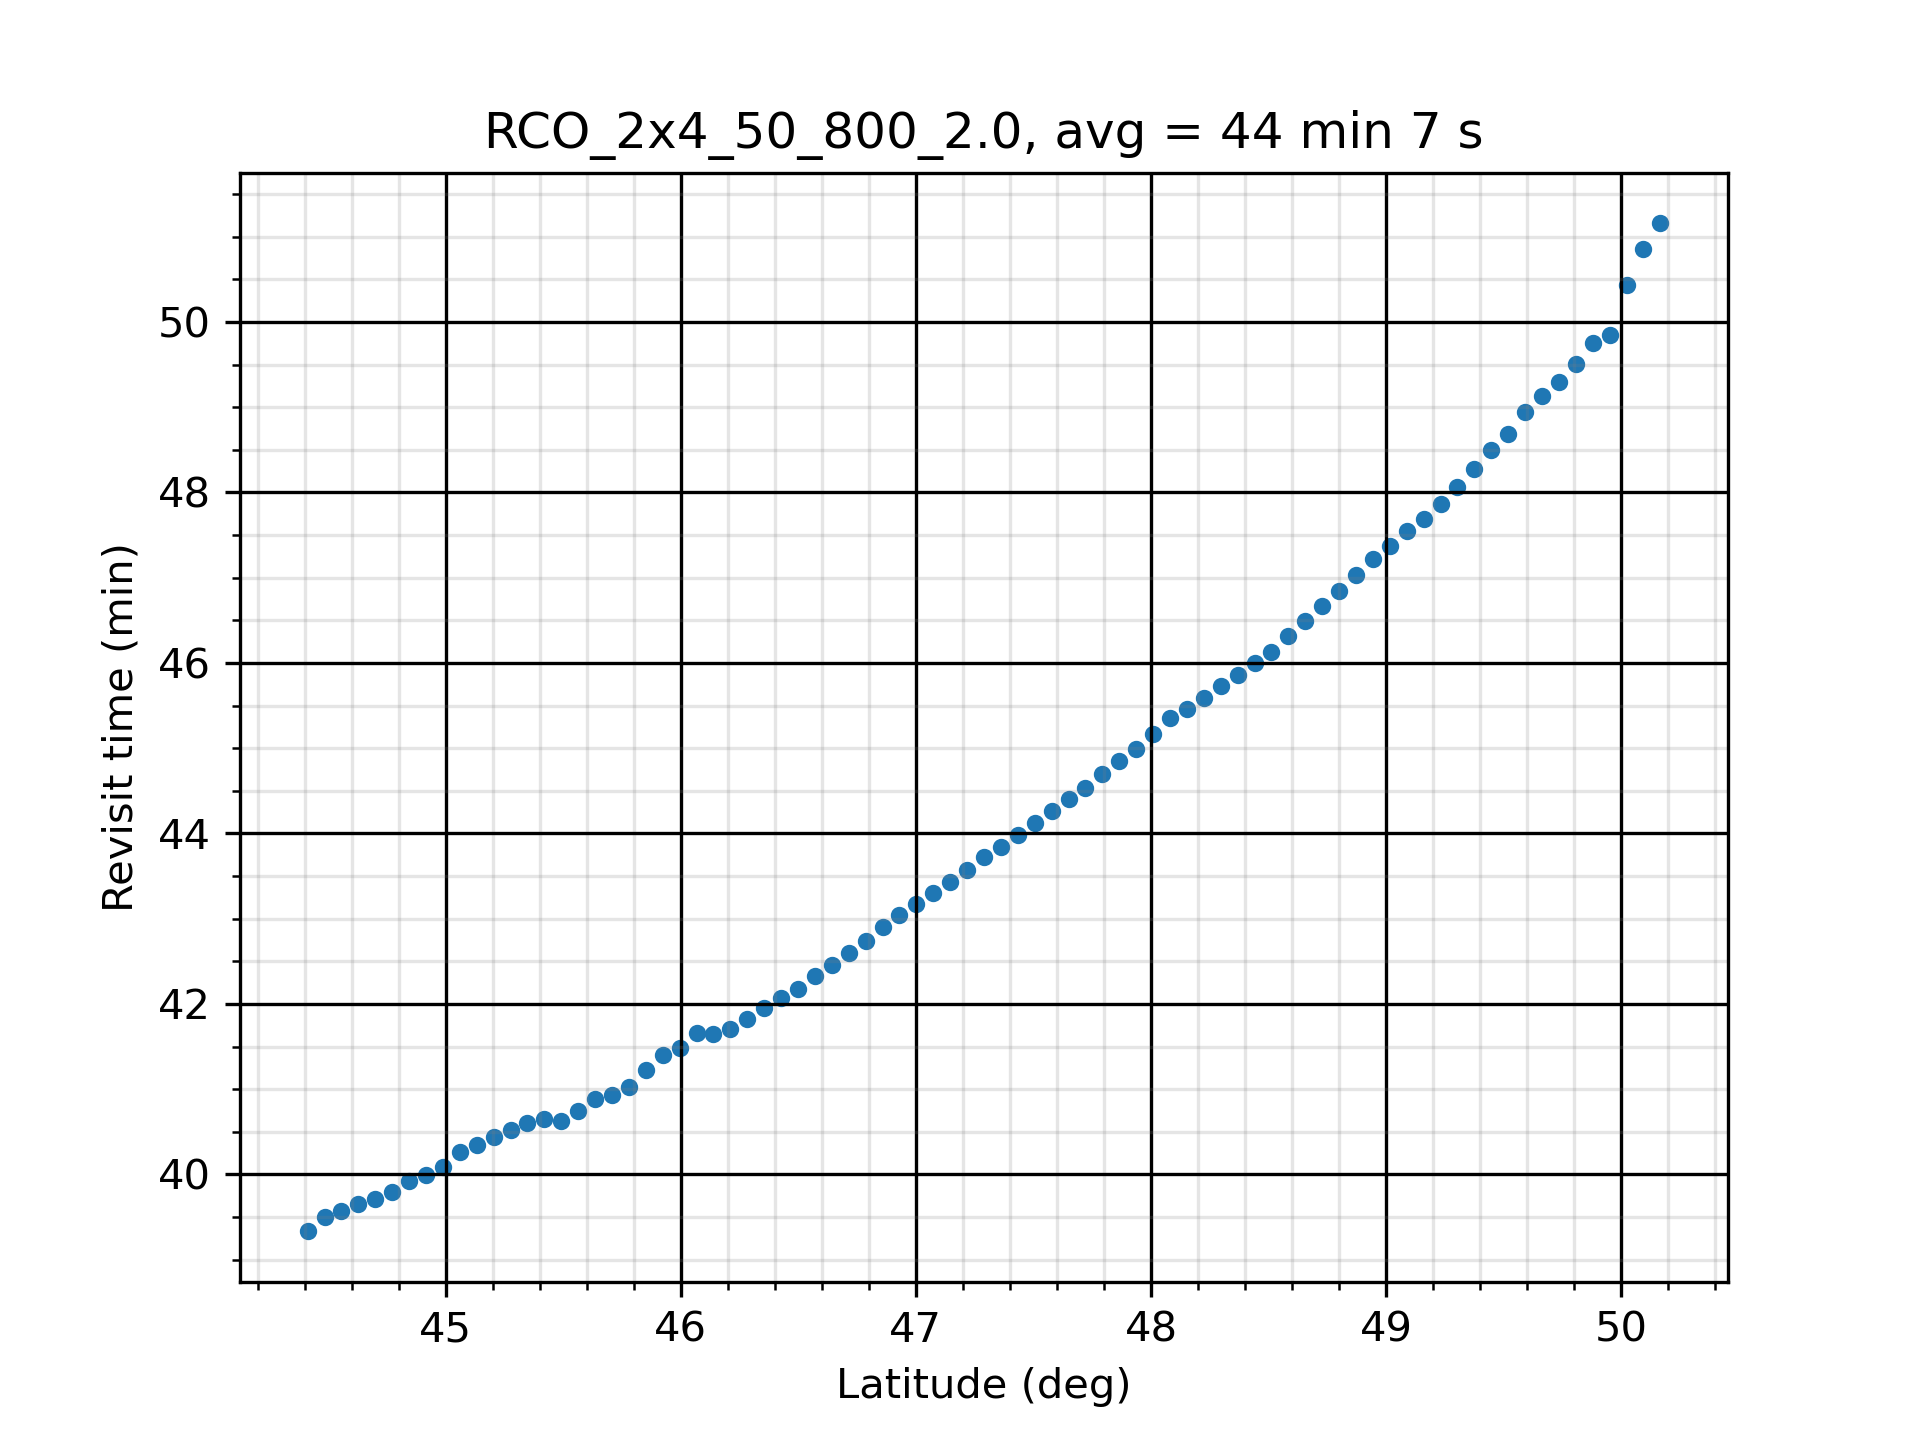 RCO_2x4_50_800_2.0, avg = 44 min 7 s
Revisit time (min)
50
48
46
44
42
40
45 46 47 48 49 50
Latitude (deg)